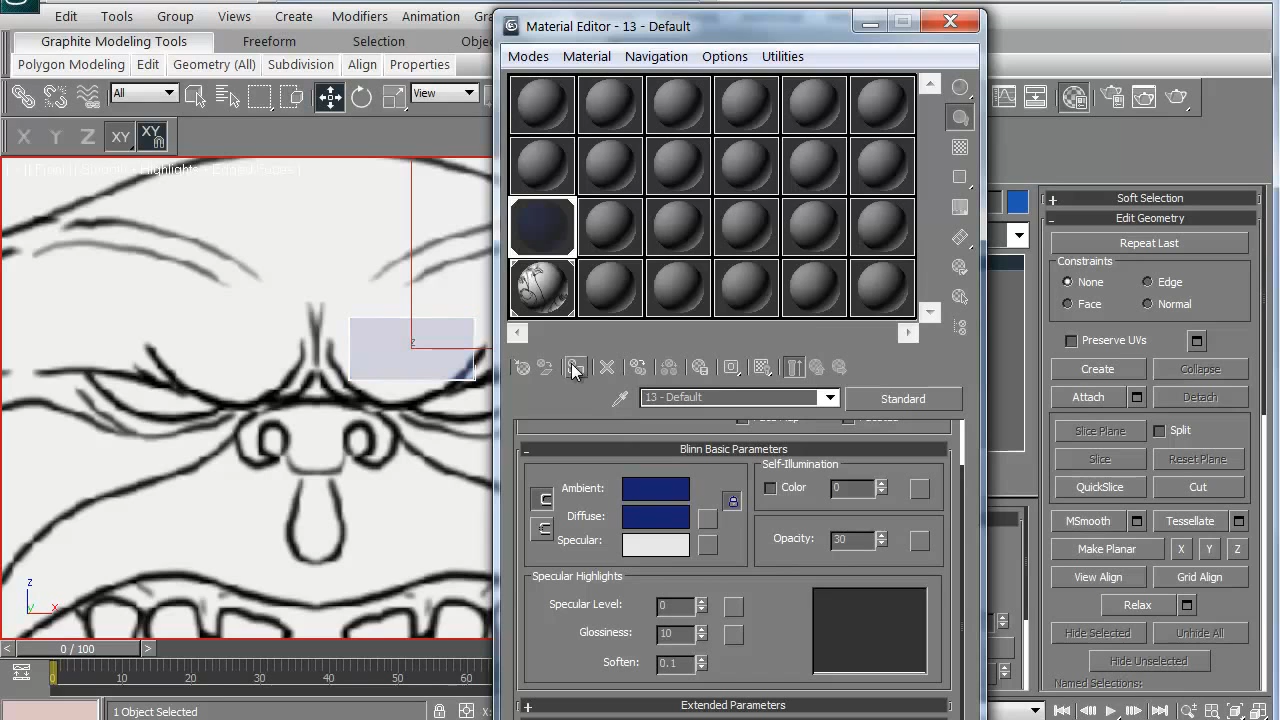 Material Editor - 13 - Default
Edit Tools Group Views Create Modifiers Animation
Graphite Modeling Tools Freeform Selection
Modes Material Navigation Options Utilities
Polygon Modeling Edit Geometry (All) Subdivision Align Properties
All View
X Y Z XY XY
Soft Selection
Edit Geometry
Repeat Last
Constraints
None Edge
Face Normal
Preserve UVs
Create Collapse
Attach Detach
Slice Plane Split
Slice Reset Plane
QuickSlice Cut
MSmooth Tessellate
Make Planar X Y Z
View Align Grid Align
Relax
Hide Selected Unhide All
Hide Unselected
Named Selections:
13 - Default Standard
Blinn Basic Parameters
Self-Illumination
Ambient: Color 0
Diffuse:
Specular: Opacity: 30
Specular Highlights
Specular Level: 0
Glossiness: 10
Soften: 0.1
Extended Parameters
z
z
y x
0 / 100
0 10 20 30 40 50 60
1 Object Selected